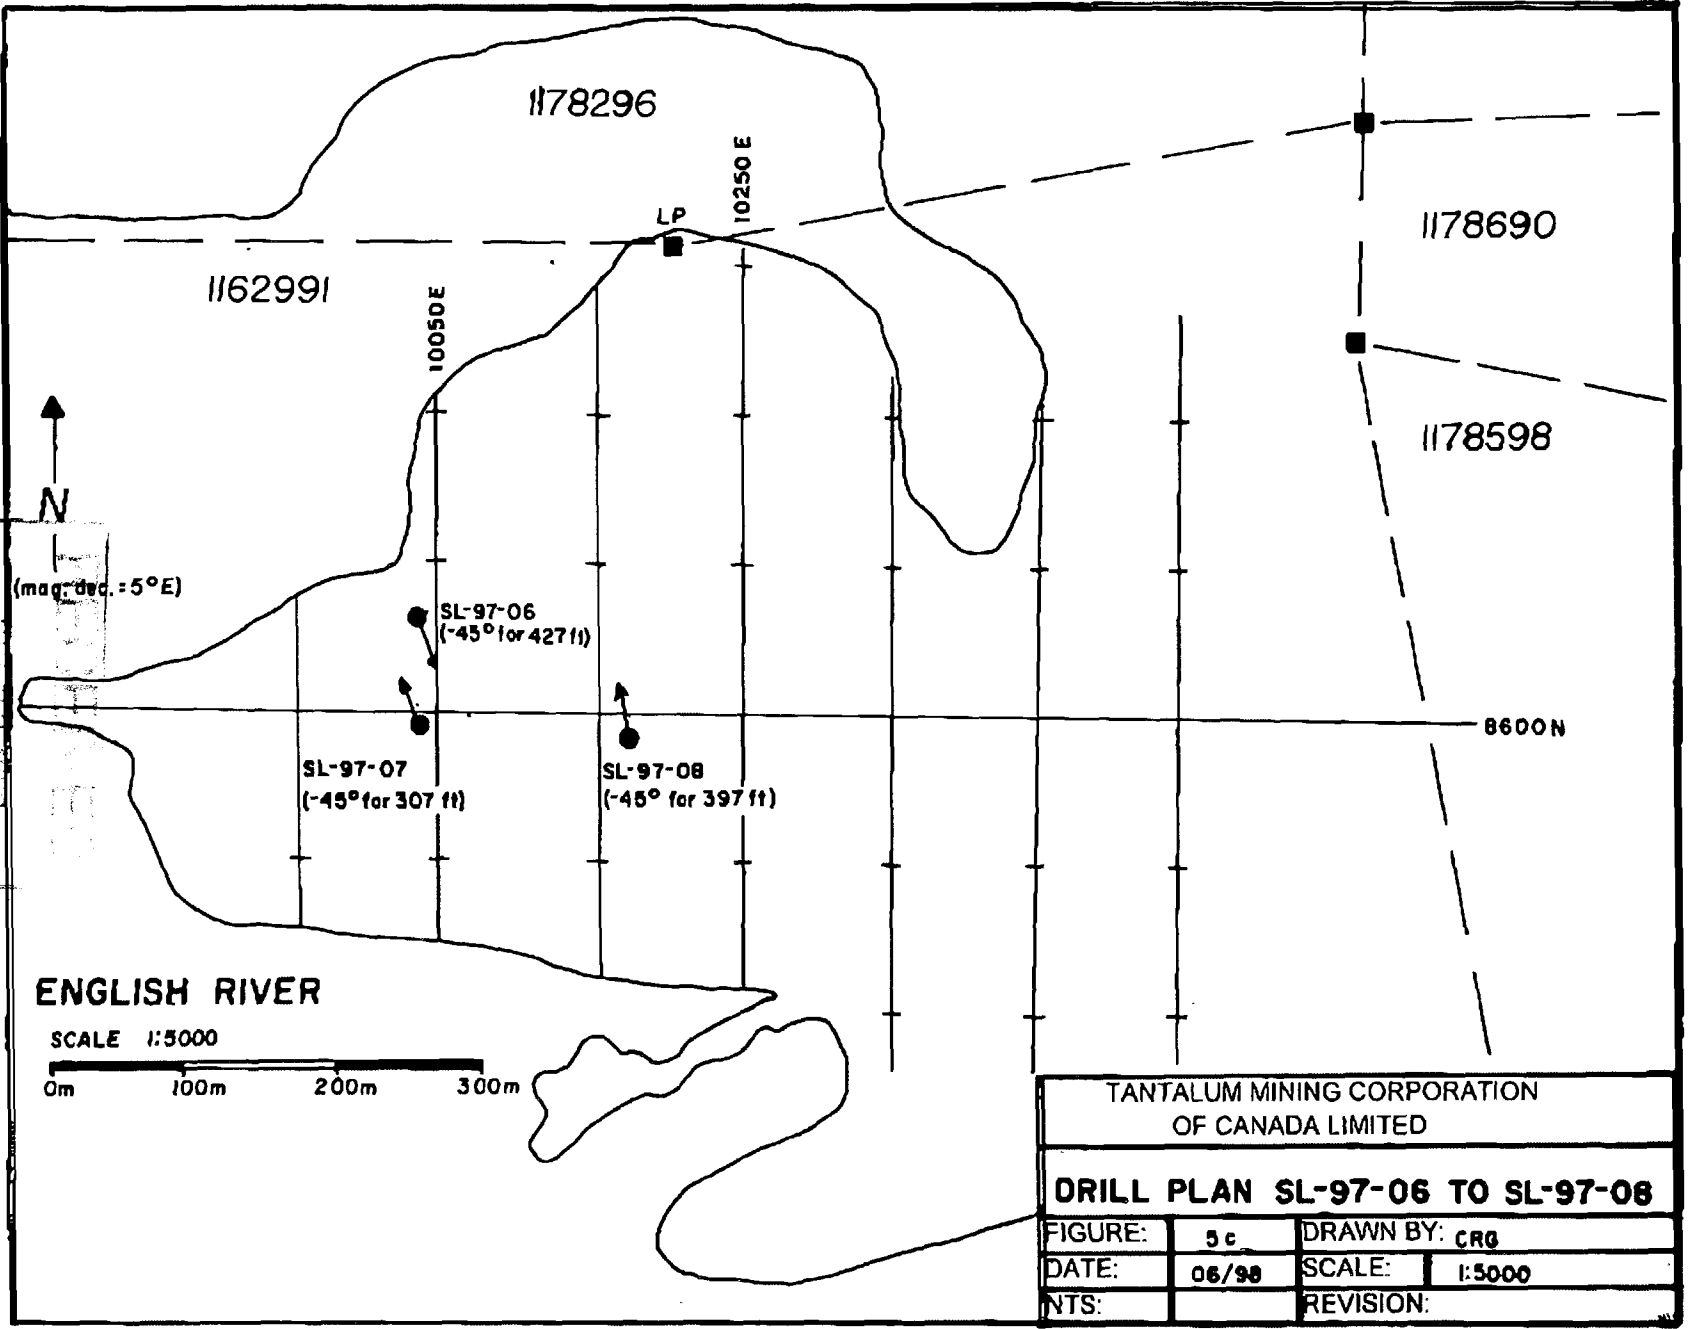 1178296
10250 E
LP
1178690
1162991
10050 E
1178598
N
(mag. dec. = 5° E)
SL-97-06
(-45° for 427 ft)
8600 N
SL-97-07
(-45° for 307 ft)
SL-97-08
(-45° for 397 ft)
ENGLISH RIVER
SCALE 1:5000
0m 100m 200m 300m
TANTALUM MINING CORPORATION
OF CANADA LIMITED
DRILL PLAN SL-97-06 TO SL-97-08
FIGURE: 5c DRAWN BY: CRG
DATE: 06/98 SCALE: 1:5000
NTS: REVISION: